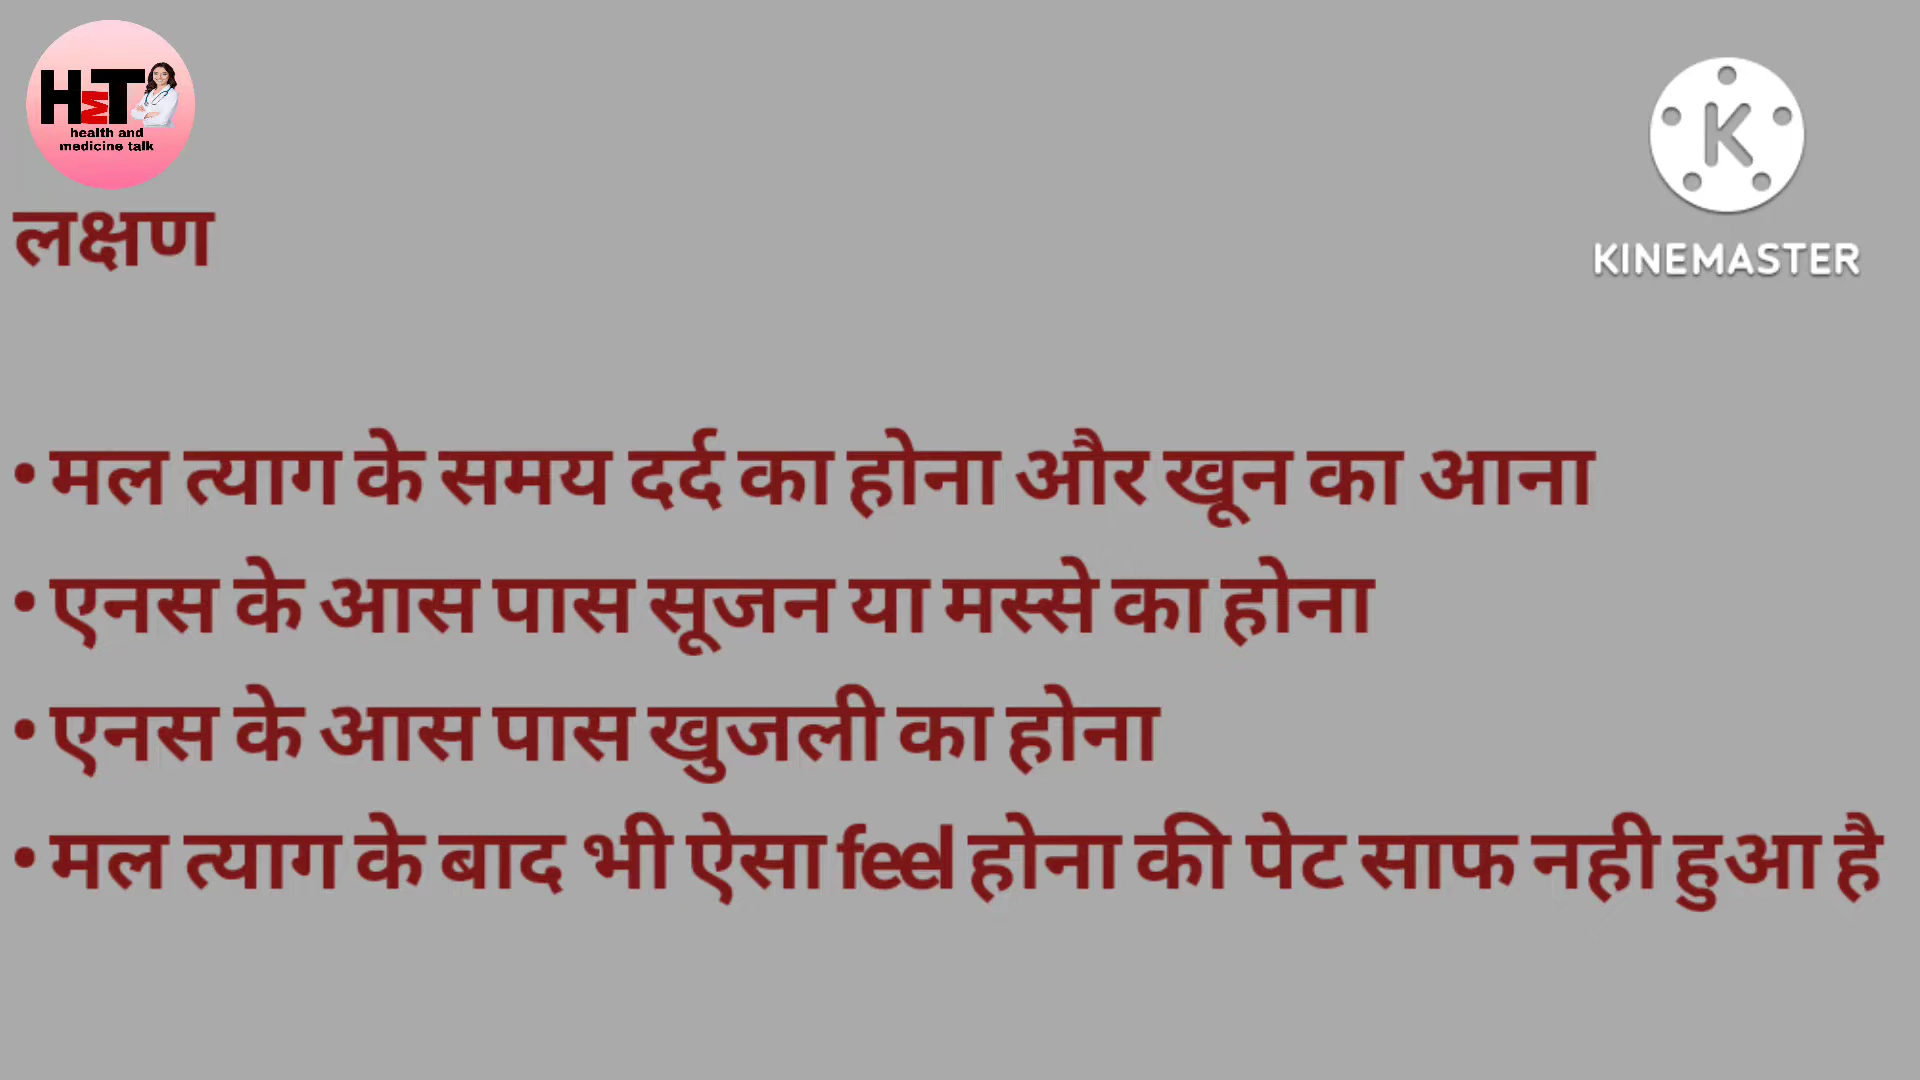 HMT
health and
medicine talk
K
KINEMASTER
लक्षण
• मल त्याग के समय दर्द का होना और खून का आना
• एनस के आस पास सूजन या मस्से का होना
• एनस के आस पास खुजली का होना
• मल त्याग के बाद भी ऐसा feel होना की पेट साफ नही हुआ है